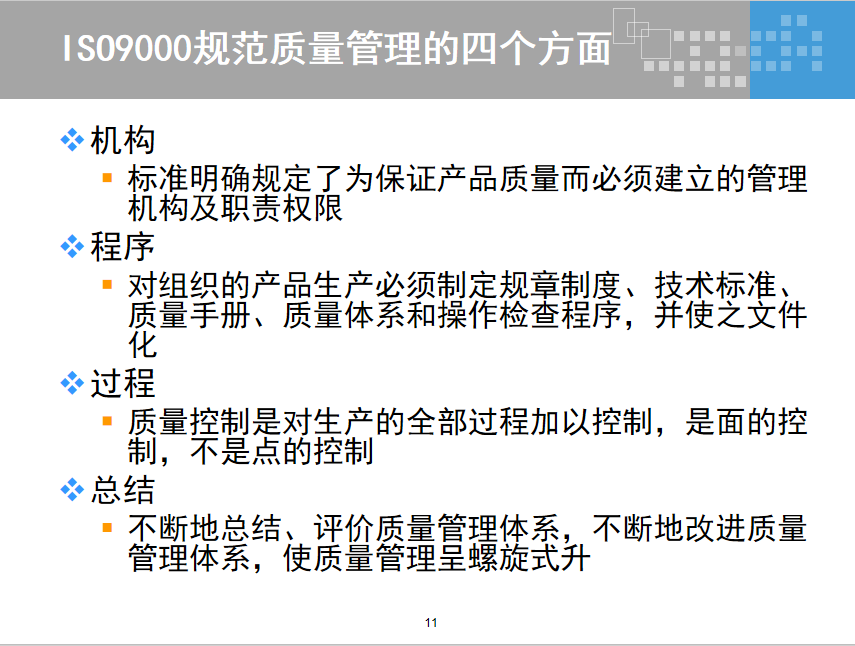 ISO9000规范质量管理的四个方面
机构
标准明确规定了为保证产品质量而必须建立的管理
机构及职责权限
程序
对组织的产品生产必须制定规章制度、技术标准、
质量手册、质量体系和操作检查程序，并使之文件
化
过程
质量控制是对生产的全部过程加以控制，是面的控
制，不是点的控制
总结
不断地总结、评价质量管理体系，不断地改进质量
管理体系，使质量管理呈螺旋式升
11